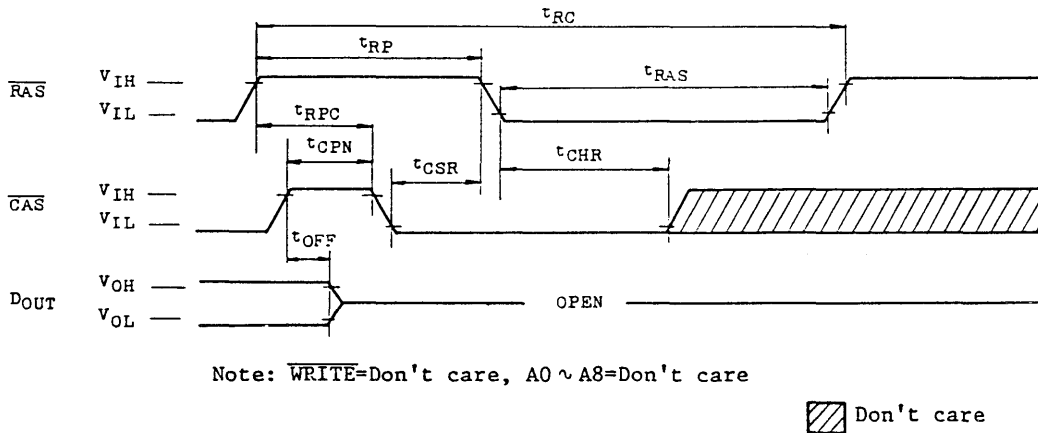 tRC
tRP
RAS
VIH
tRAS
VIL
tRPC
tCPN
tCSR
tCHR
CAS
VIH
VIL
tOFF
DOUT
VOH
OPEN
VOL
Note: WRITE=Don't care, A0 ~ A8=Don't care
Don't care